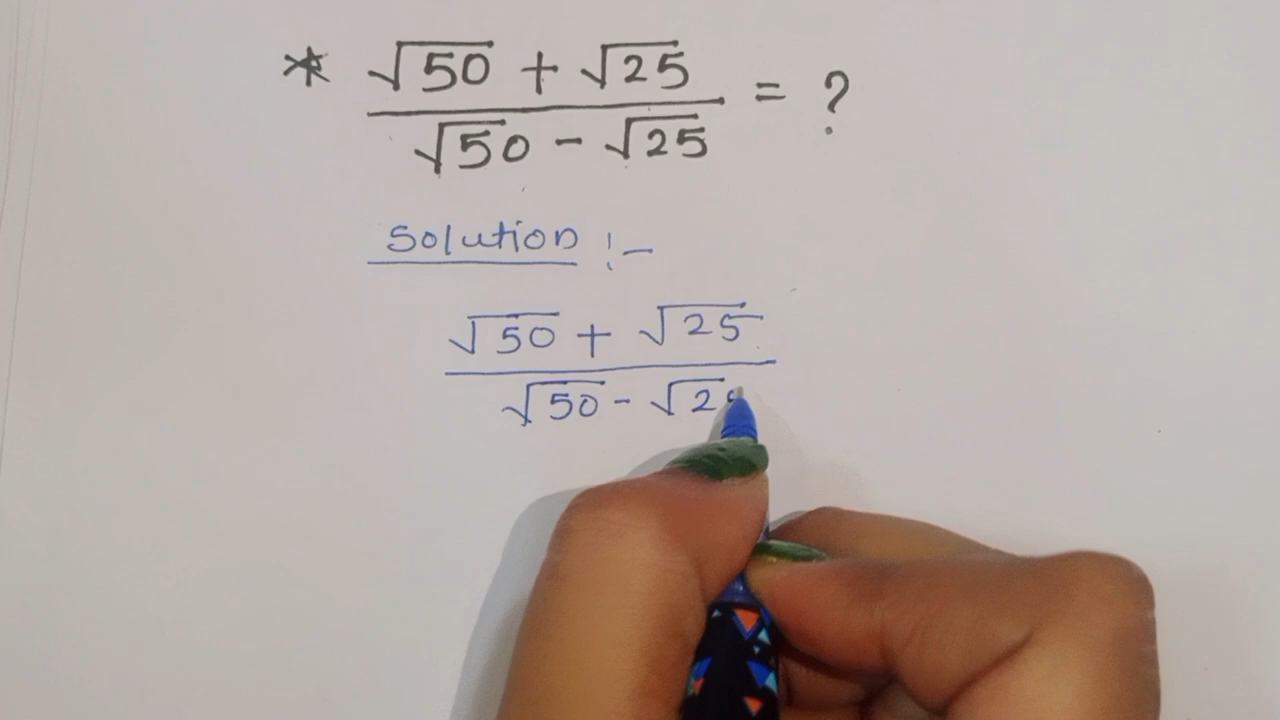 * √50 + √25 = ?
√50 - √25
Solution :-
√50 + √25
√50 - √2